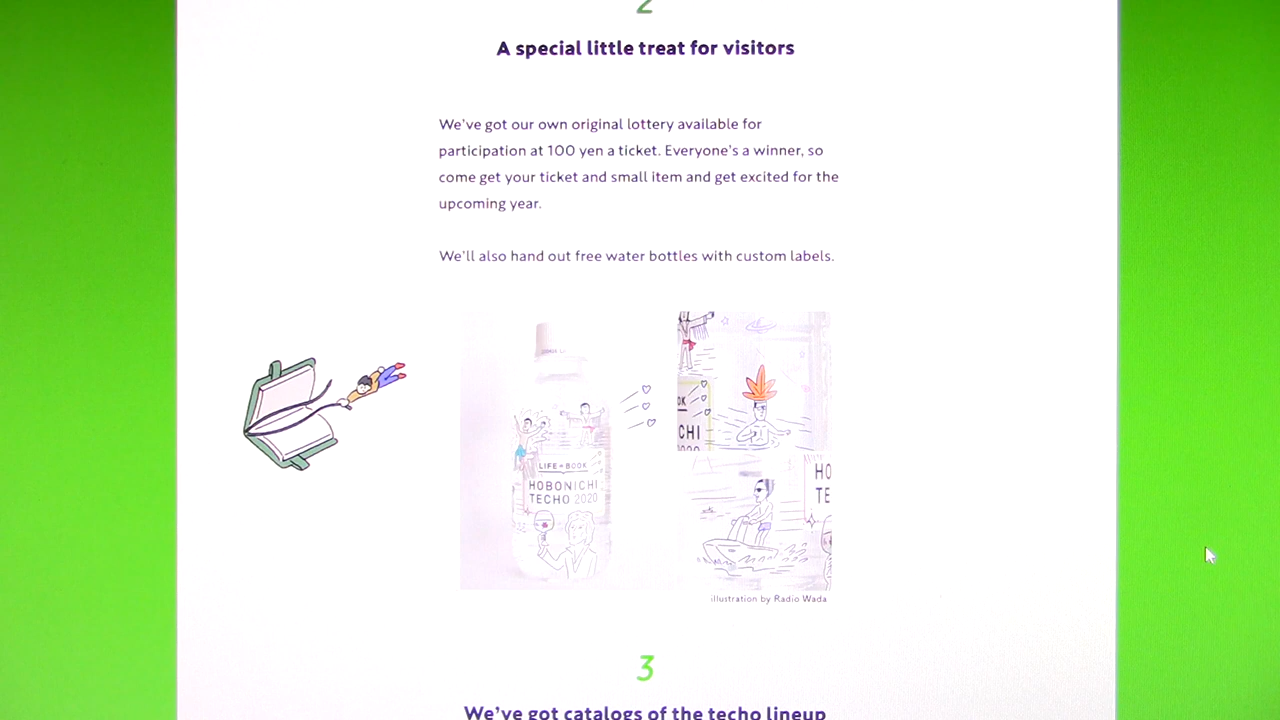 2
A special little treat for visitors
We've got our own original lottery available for
participation at 100 yen a ticket. Everyone's a winner, so
come get your ticket and small item and get excited for the
upcoming year.
We'll also hand out free water bottles with custom labels.
LIFE = BOOK
HOBONICHI
TECHO 2020
OK
CHI
HO
TE
illustration by Radio Wada
3
We've got catalogs of the techo lineup